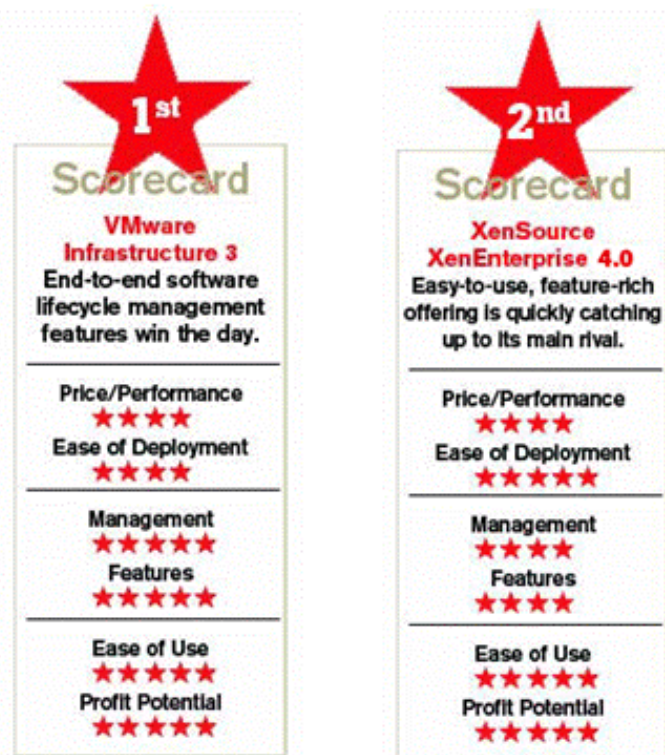 1st
Scorecard
VMware
Infrastructure 3
End-to-end software
lifecycle management
features win the day.
Price/Performance
Ease of Deployment
Management
Features
Ease of Use
Profit Potential
2nd
Scorecard
XenSource
XenEnterprise 4.0
Easy-to-use, feature-rich
offering is quickly catching
up to its main rival.
Price/Performance
Ease of Deployment
Management
Features
Ease of Use
Profit Potential